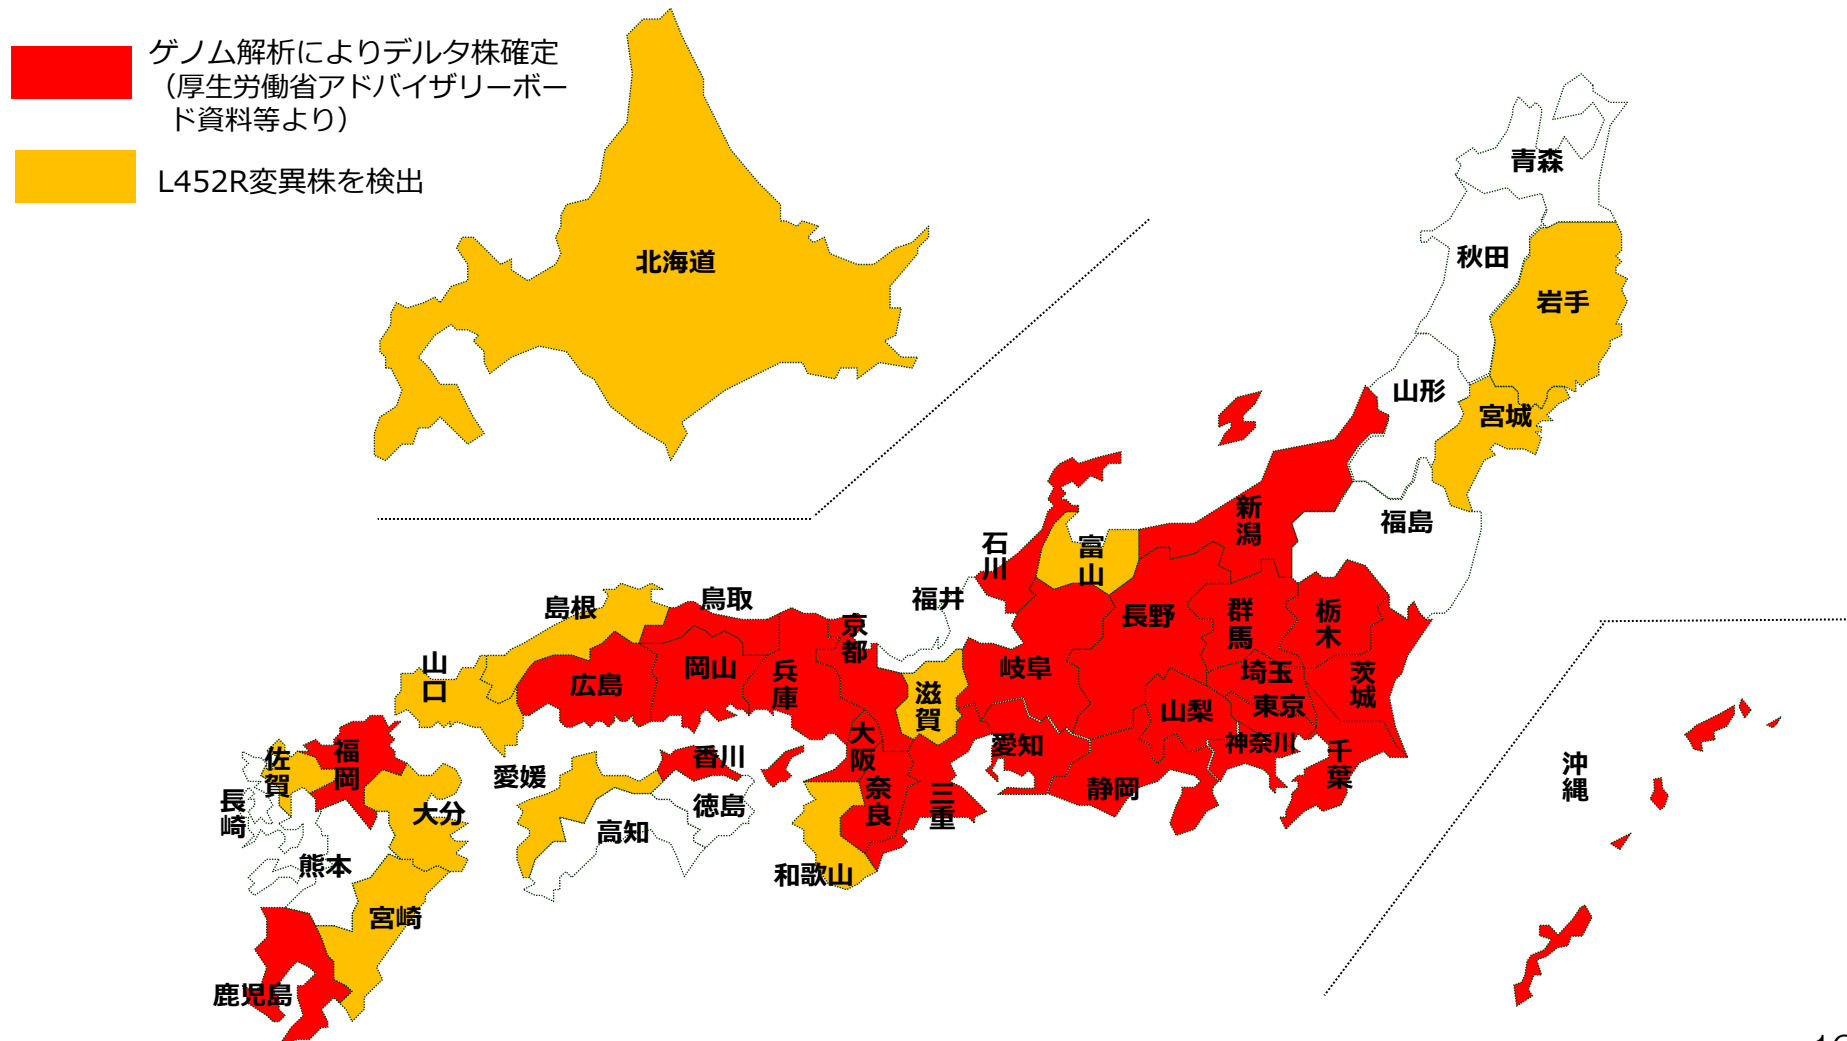 ゲノム解析によりデルタ株確定
（厚生労働省アドバイザリーボー
ド資料等より）
L452R変異株を検出
北海道
青森
秋田
岩手
山形
宮城
福島
新潟
石川
富山
福井
長野
群馬
栃木
茨城
埼玉
東京
神奈川
千葉
山梨
静岡
岐阜
愛知
三重
滋賀
京都
大阪
奈良
和歌山
兵庫
鳥取
島根
岡山
広島
山口
香川
愛媛
徳島
高知
福岡
佐賀
長崎
大分
熊本
宮崎
鹿児島
沖縄